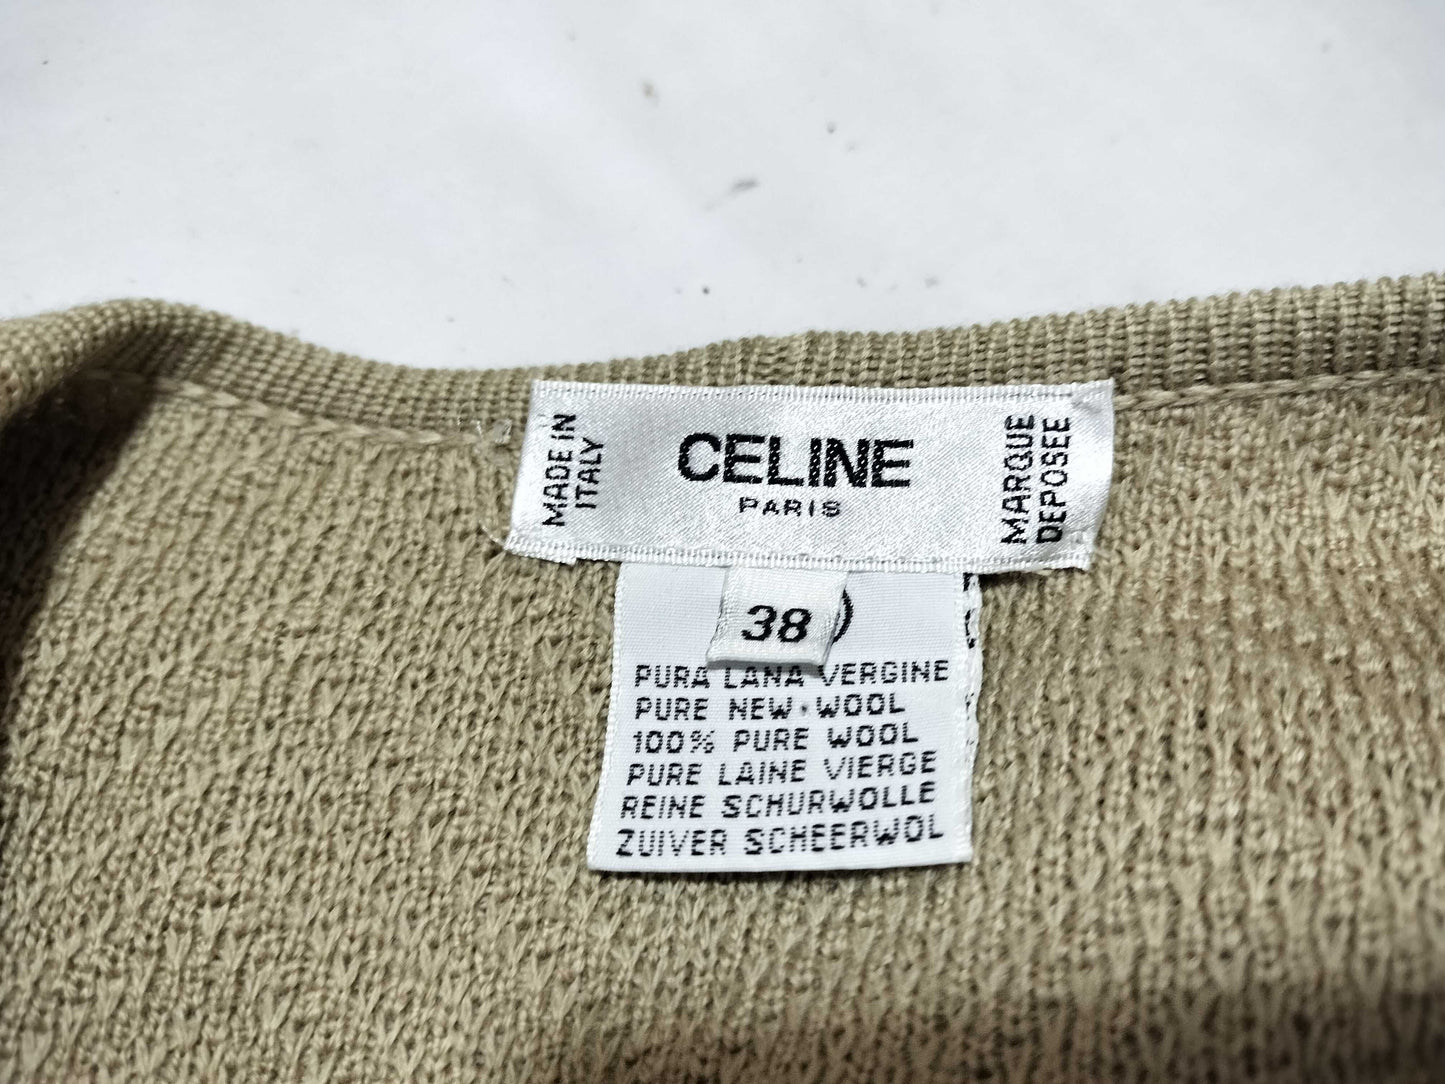 MADE IN
ITALY
CELINE
PARIS
MARQUE
DEPOSEE
38
PURA LANA VERGINE
PURE NEW WOOL
100% PURE WOOL
PURE LAINE VIERGE
REINE SCHURWOLLE
ZUIVER SCHEERWOL